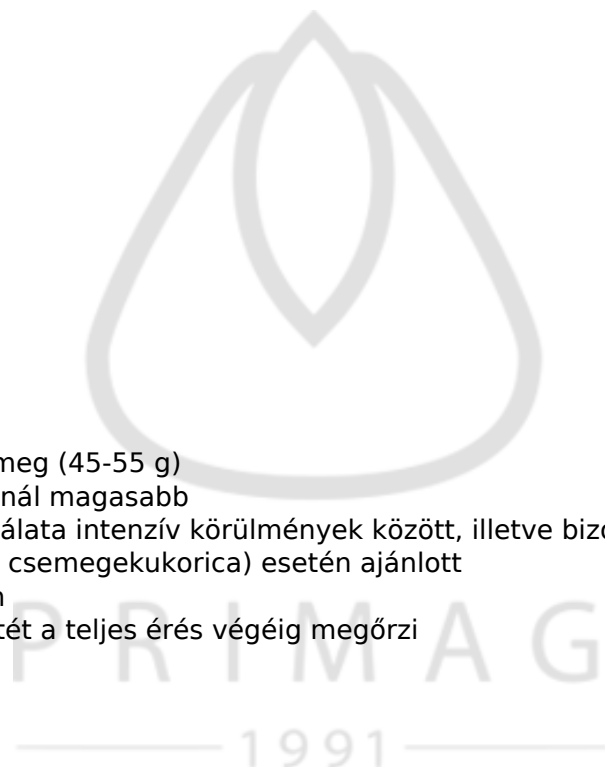 meg (45-55 g)
nál magasabb
álata intenzív körülmények között, illetve bizo
csemegekukorica) esetén ajánlott
tét a teljes érés végéig megőrzi
PRIMAG
1991